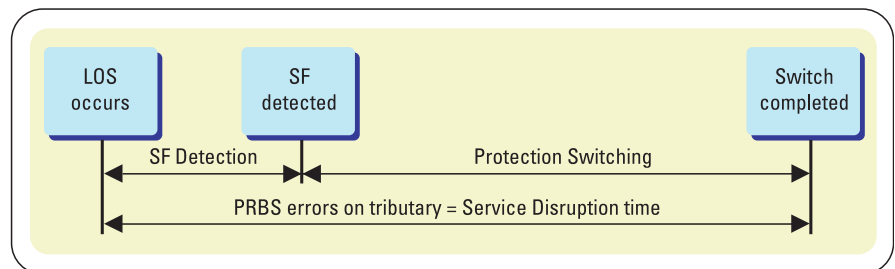 LOS
occurs
SF
detected
Switch
completed
SF Detection
Protection Switching
PRBS errors on tributary = Service Disruption time